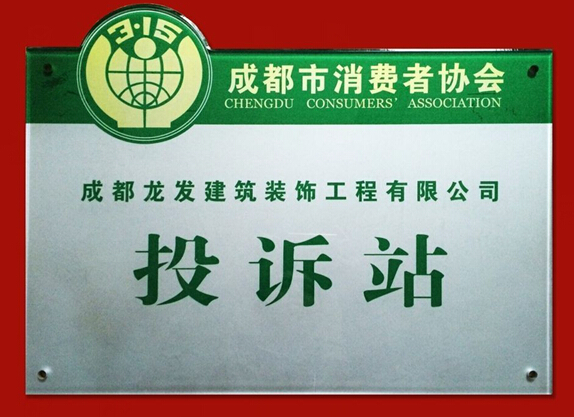 3·15
成都市消费者协会
CHENGDU CONSUMERS' ASSOCIATION
成都龙发建筑装饰工程有限公司
投诉站